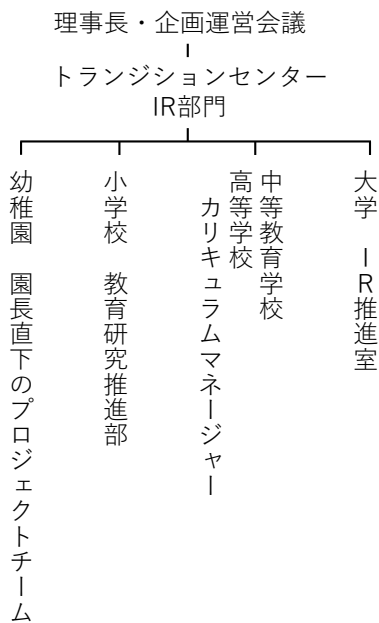 理事長・企画運営会議
トランジションセンター
IR部門
幼稚園 園長直下のプロジェクトチーム
小学校 教育研究推進部
中等教育学校
高等学校
カリキュラムマネージャー
大学 IR推進室